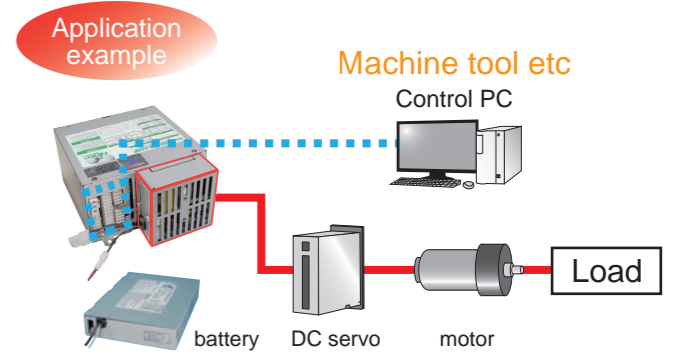 Application
example
Machine tool etc
Control PC
Load
battery
DC servo
motor